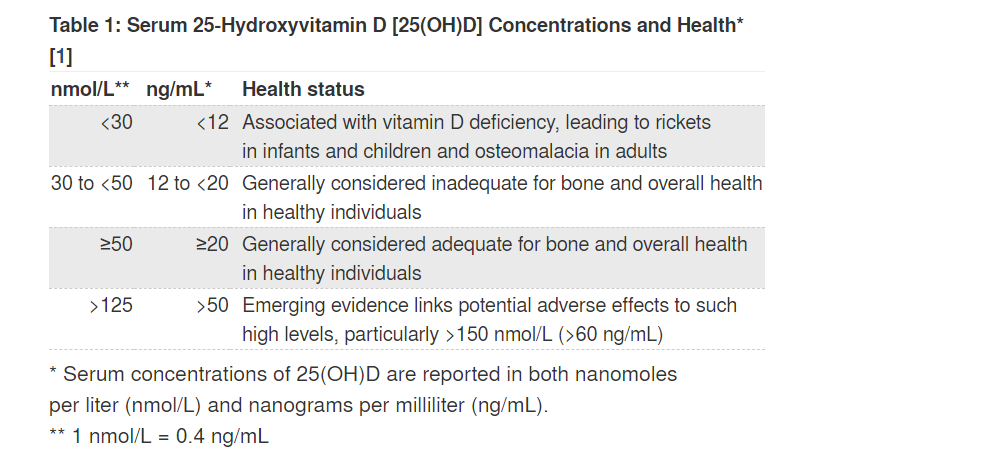 Table 1: Serum 25-Hydroxyvitamin D [25(OH)D] Concentrations and Health*
[1]
nmol/L** ng/mL* Health status
<30 <12 Associated with vitamin D deficiency, leading to rickets
in infants and children and osteomalacia in adults
30 to <50 12 to <20 Generally considered inadequate for bone and overall health
in healthy individuals
≥50 ≥20 Generally considered adequate for bone and overall health
in healthy individuals
>125 >50 Emerging evidence links potential adverse effects to such
high levels, particularly >150 nmol/L (>60 ng/mL)
* Serum concentrations of 25(OH)D are reported in both nanomoles
per liter (nmol/L) and nanograms per milliliter (ng/mL).
** 1 nmol/L = 0.4 ng/mL